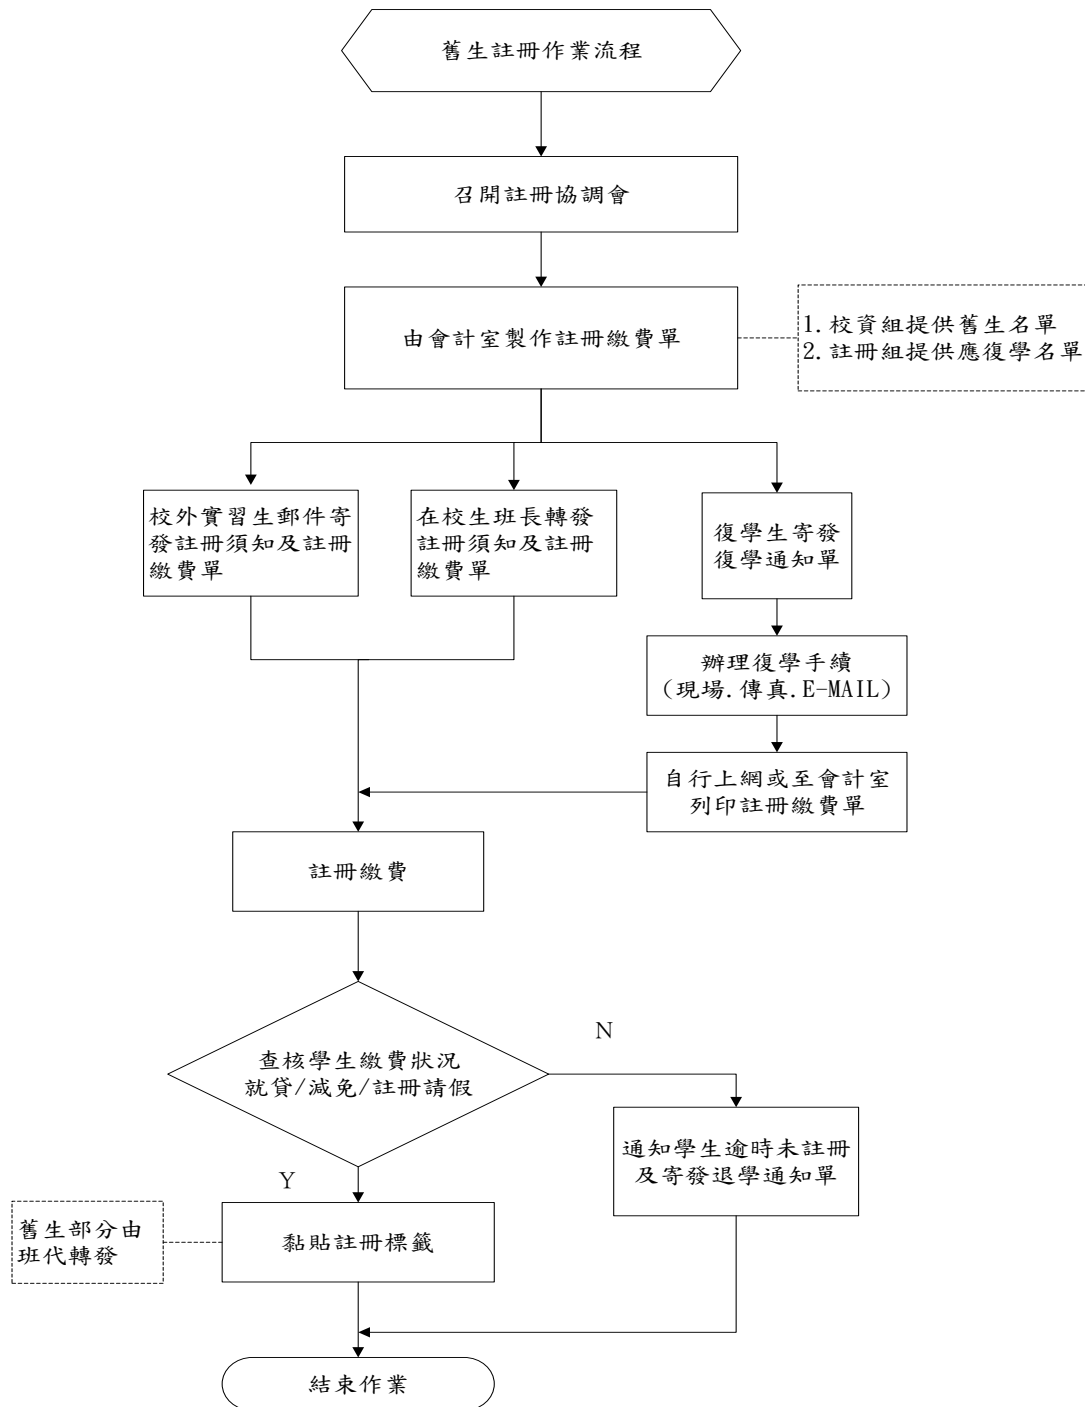 舊生註冊作業流程
召開註冊協調會
由會計室製作註冊繳費單
1.校資組提供舊生名單
2.註冊組提供應復學名單
校外實習生郵件寄
發註冊須知及註冊
繳費單
在校生班長轉發
註冊須知及註冊
繳費單
復學生寄發
復學通知單
辦理復學手續
(現場.傳真.E-MAIL)
自行上網或至會計室
列印註冊繳費單
註冊繳費
查核學生繳費狀況
就貸/減免/註冊請假
N
通知學生逾時未註冊
及寄發退學通知單
Y
舊生部分由
班代轉發
黏貼註冊標籤
結束作業